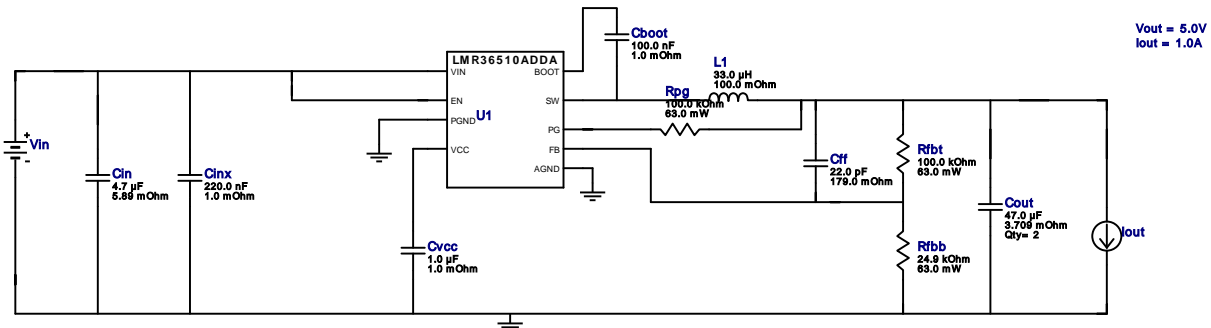 Vout = 5.0V
Iout = 1.0A
Cboot
100.0 nF
1.0 mOhm
LMR36510ADDA
VIN
BOOT
EN
SW
PGND
U1
PG
VCC
FB
AGND
L1
33.0 µH
100.0 mOhm
Rpg
100.0 kOhm
63.0 mW
+
Vin
-
Cin
4.7 µF
5.89 mOhm
Cinx
220.0 nF
1.0 mOhm
Cvcc
1.0 µF
1.0 mOhm
Cff
22.0 pF
179.0 mOhm
Rfbt
100.0 kOhm
63.0 mW
Rfbb
24.9 kOhm
63.0 mW
Cout
47.0 µF
3.709 mOhm
Qty= 2
Iout